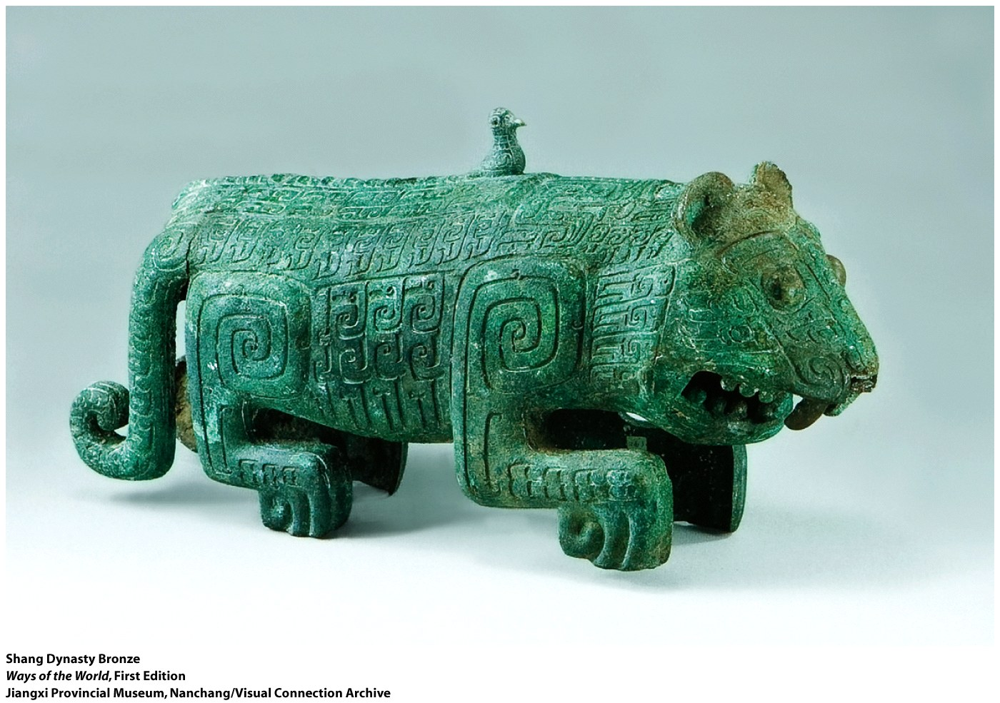 Shang Dynasty Bronze
Ways of the World, First Edition
Jiangxi Provincial Museum, Nanchang/Visual Connection Archive